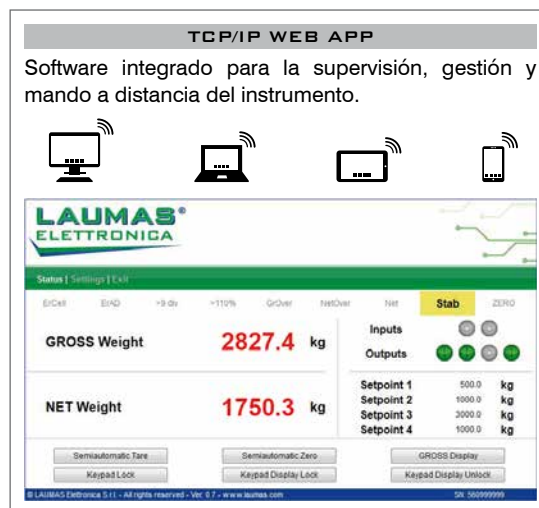 TCP/IP WEB APP
Software integrado para la supervisión, gestión y
mando a distancia del instrumento.
LAUMAS®
ELETTRONICA
Status | Settings | Exit
ErCell ErAD >9 div >110% GrOver NetOver Net Stab ZERO
GROSS Weight 2827.4 kg
Inputs
Outputs
NET Weight 1750.3 kg
Setpoint 1 500.0 kg
Setpoint 2 1000.0 kg
Setpoint 3 2000.0 kg
Setpoint 4 1000.0 kg
Semiautomatic Tare Semiautomatic Zero GROSS Display
Keypad Lock Keypad Display Lock Keypad Display Unlock
© LAUMAS Elettronica S.r.l. - All rights reserved - Ver. 0.7 - www.laumas.com SN: 560999999